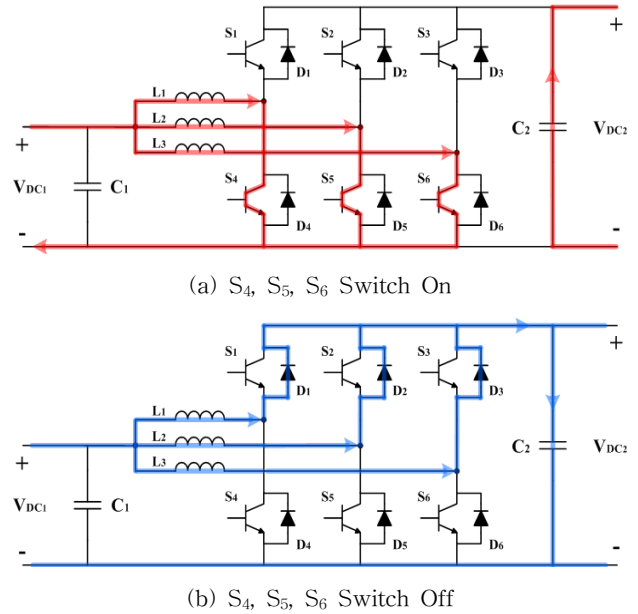 S1 S2 S3
D1 D2 D3
L1
L2
L3
+ +
VDC1 C1 C2 VDC2
S4 S5 S6
- -
D4 D5 D6
(a) S4, S5, S6 Switch On
S1 S2 S3
D1 D2 D3
L1
L2
L3
+ +
VDC1 C1 C2 VDC2
S4 S5 S6
- -
D4 D5 D6
(b) S4, S5, S6 Switch Off